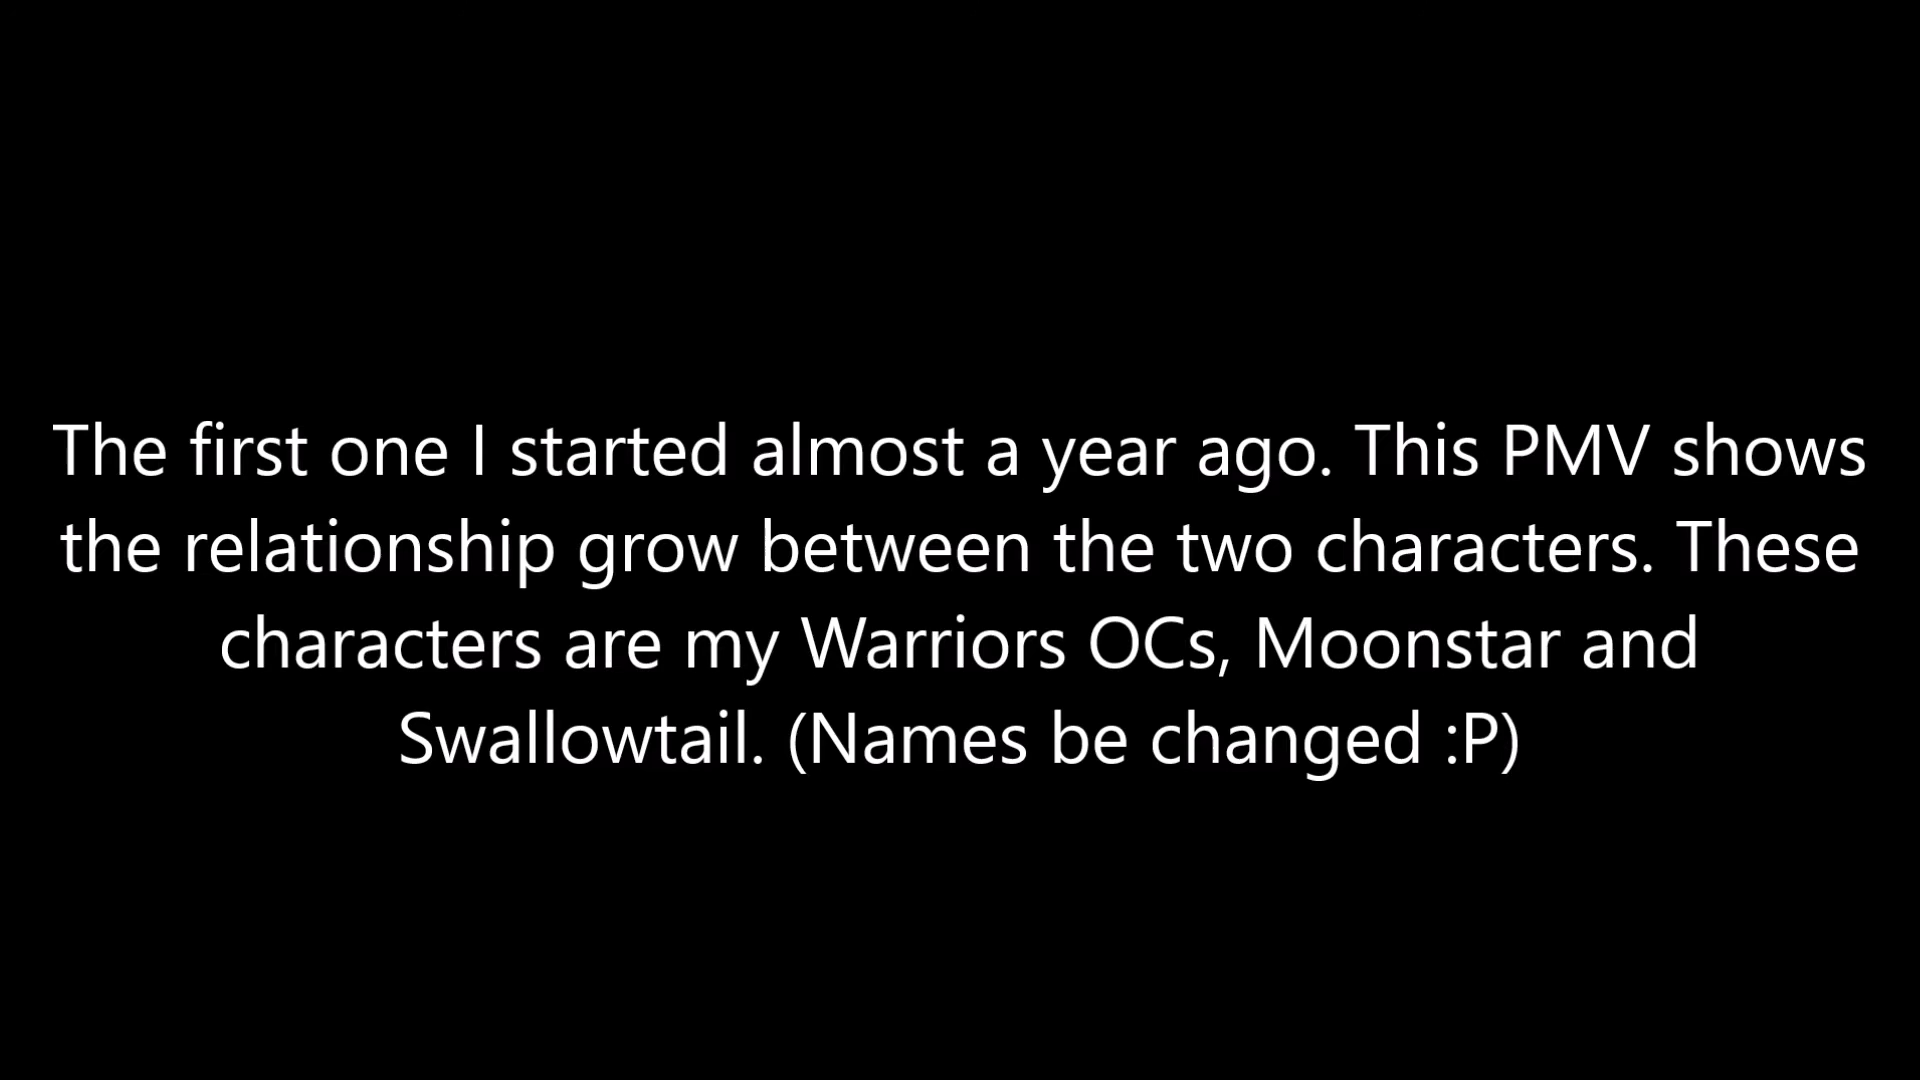 The first one I started almost a year ago. This PMV shows
the relationship grow between the two characters. These
characters are my Warriors OCs, Moonstar and
Swallowtail. (Names be changed :P)